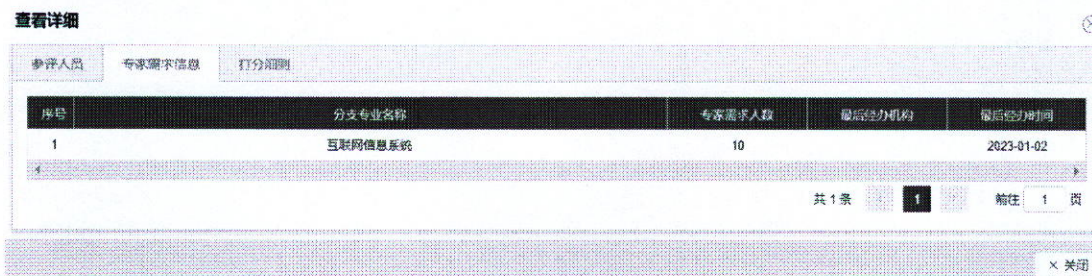 查看详细
参评人员 专家需求信息 打分细则
序号 分支专业名称 专家需求人数 最后经办机构 最后经办时间
1 互联网信息系统 10 2023-01-02
共 1 条 1 前往 1 页
× 关闭